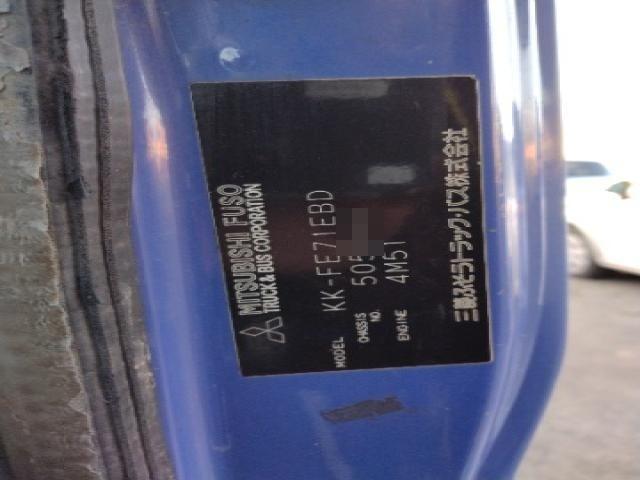 MITSUBISHI FUSO
TRUCK & BUS CORPORATION
MODEL KK-FE71EBD
CHASSIS NO. 505
ENGINE 4M51
三菱ふそうトラック・バス株式会社